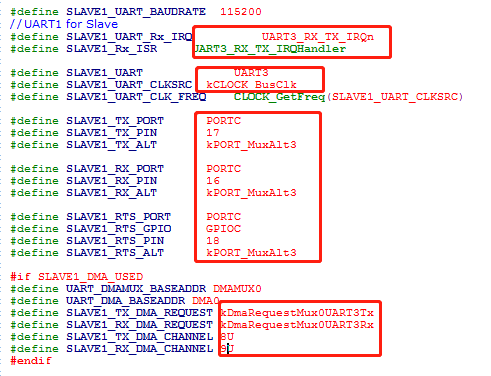 #define SLAVE1_UART_BAUDRATE 115200
//UART1 for Slave
#define SLAVE1_UART_Rx_IRQ UART3_RX_TX_IRQn
#define SLAVE1_Rx_ISR UART3_RX_TX_IRQHandler
#define SLAVE1_UART UART3
#define SLAVE1_UART_CLKSRC kCLOCK_BusClk
#define SLAVE1_UART_CLK_FREQ CLOCK_GetFreq(SLAVE1_UART_CLKSRC)
#define SLAVE1_TX_PORT PORTC
#define SLAVE1_TX_PIN 17
#define SLAVE1_TX_ALT kPORT_MuxAlt3
#define SLAVE1_RX_PORT PORTC
#define SLAVE1_RX_PIN 16
#define SLAVE1_RX_ALT kPORT_MuxAlt3
#define SLAVE1_RTS_PORT PORTC
#define SLAVE1_RTS_GPIO GPIOC
#define SLAVE1_RTS_PIN 18
#define SLAVE1_RTS_ALT kPORT_MuxAlt3
#if SLAVE1_DMA_USED
#define UART_DMAMUX_BASEADDR DMAMUX0
#define UART_DMA_BASEADDR DMA0
#define SLAVE1_TX_DMA_REQUEST kDmaRequestMux0UART3Tx
#define SLAVE1_RX_DMA_REQUEST kDmaRequestMux0UART3Rx
#define SLAVE1_TX_DMA_CHANNEL 8U
#define SLAVE1_RX_DMA_CHANNEL 9U
#endif